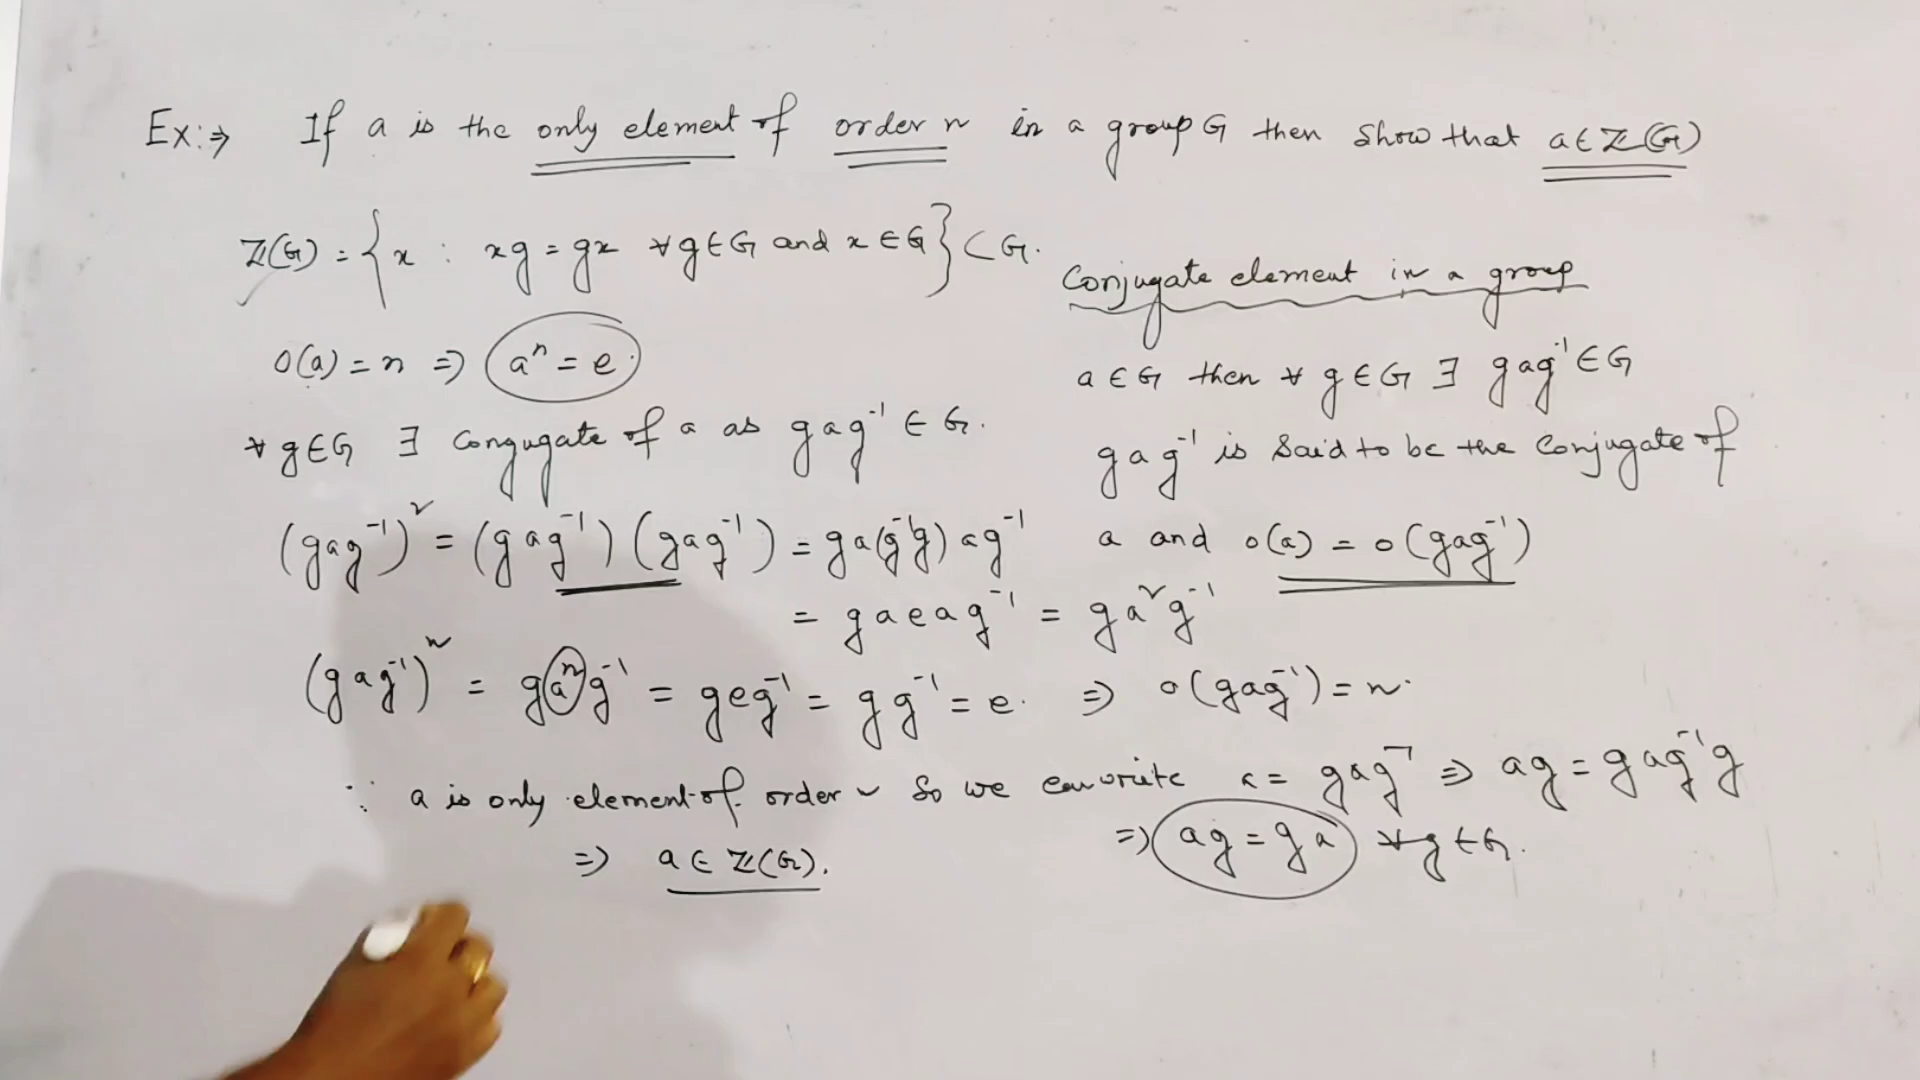 Ex:⇒ If a is the only element of order n in a group G then show that a∈Z(G)
Z(G) = {x : xg = gx ∀g∈G and x∈G} ⊂ G.
O(a) = n ⇒ aⁿ = e.
∀ g∈G ∃ Congugate of a as gag⁻¹ ∈ G.
(gag⁻¹)² = (gag⁻¹)(gag⁻¹) = ga(g⁻¹g)ag⁻¹
= gaeag⁻¹ = ga²g⁻¹
(gag⁻¹)ⁿ = gaⁿg⁻¹ = geg⁻¹ = gg⁻¹ = e. ⇒ o(gag⁻¹) = n.
∵ a is only element of order n So we can write a = gag⁻¹ ⇒ ag = gag⁻¹g
⇒ ag = ga ∀g∈G.
⇒ a∈Z(G).
Conjugate element in a group
a∈G then ∀ g∈G ∃ gag⁻¹∈G
gag⁻¹ is said to be the conjugate of
a and o(a) = o(gag⁻¹)